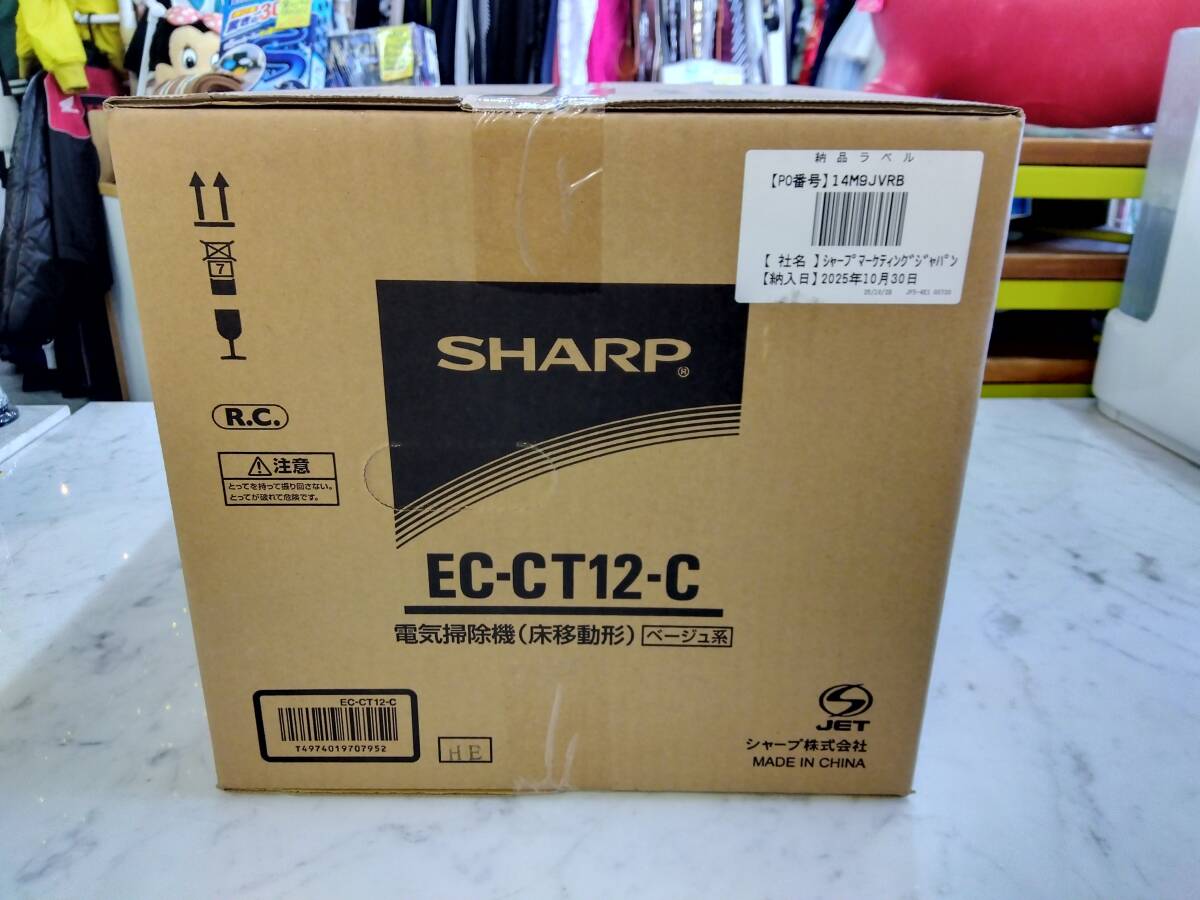 納品ラベル
【PO番号】14M9JVRB
【 社名 】シャープマーケティングジャパン
【納入日】2025年10月30日
7
SHARP®
R.C.
⚠注意
とってを持って振り回さない。
とってが破れて危険です。
EC-CT12-C
電気掃除機(床移動形) ベージュ系
EC-CT12-C
T4974019707952
HE
JET
シャープ株式会社
MADE IN CHINA